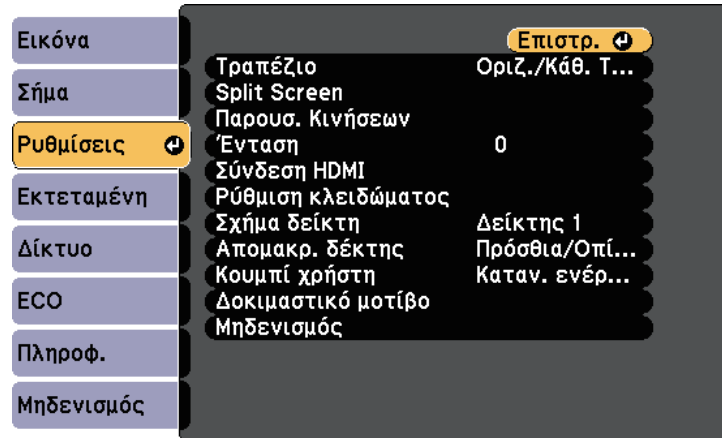 Εικόνα
Σήμα
Ρυθμίσεις
Εκτεταμένη
Δίκτυο
ECO
Πληροφ.
Μηδενισμός
Επιστρ.
Τραπέζιο Οριζ./Κάθ. Τ...
Split Screen
Παρουσ. Κινήσεων
Ένταση 0
Σύνδεση HDMI
Ρύθμιση κλειδώματος
Σχήμα δείκτη Δείκτης 1
Απομακρ. δέκτης Πρόσθια/Οπί...
Κουμπί χρήστη Καταν. ενέρ...
Δοκιμαστικό μοτίβο
Μηδενισμός